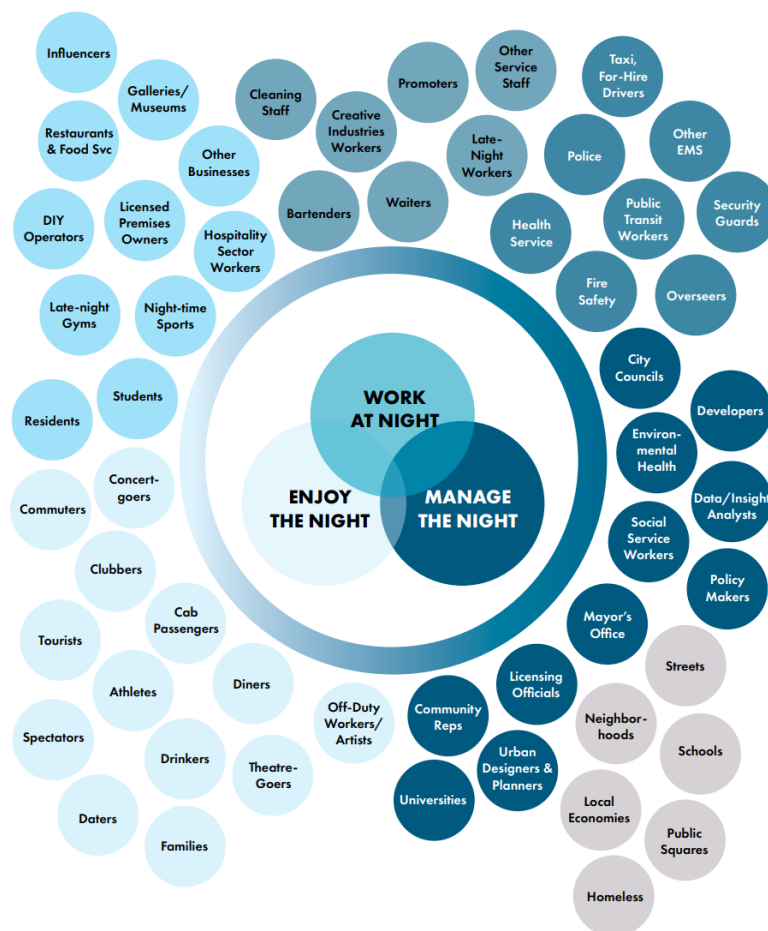 Influencers
Galleries/
Museums
Restaurants
& Food Svc
Other
Businesses
DIY
Operators
Licensed
Premises
Owners
Hospitality
Sector
Workers
Late-night
Gyms
Night-time
Sports
Students
Residents
Cleaning
Staff
Creative
Industries
Workers
Promoters
Other
Service
Staff
Late-
Night
Workers
Bartenders
Waiters
Taxi,
For-Hire
Drivers
Police
Other
EMS
Health
Service
Public
Transit
Workers
Security
Guards
Fire
Safety
Overseers
WORK
AT NIGHT
ENJOY
THE NIGHT
MANAGE
THE NIGHT
City
Councils
Developers
Environ-
mental
Health
Data/Insight
Analysts
Social
Service
Workers
Policy
Makers
Mayor's
Office
Licensing
Officials
Community
Reps
Urban
Designers &
Planners
Universities
Concert-
goers
Commuters
Clubbers
Cab
Passengers
Tourists
Athletes
Diners
Off-Duty
Workers/
Artists
Spectators
Drinkers
Theatre-
Goers
Daters
Families
Streets
Neighbor-
hoods
Schools
Local
Economies
Public
Squares
Homeless